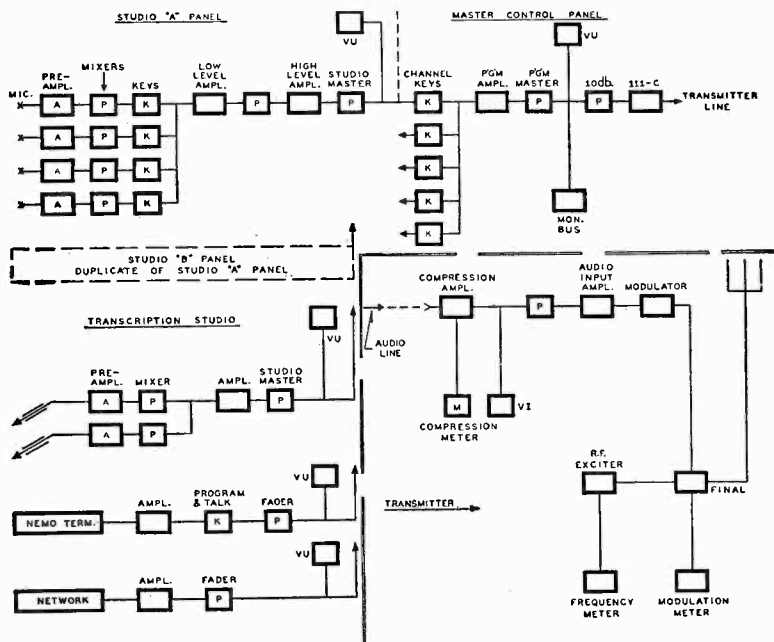 STUDIO "A" PANEL
MASTER CONTROL PANEL
VU
VU
MIC.
PRE-
AMPL.
MIXERS
KEYS
LOW
LEVEL
AMPL.
HIGH
LEVEL
AMPL.
STUDIO
MASTER
CHANNEL
KEYS
P'GM
AMPL.
P'GM
MASTER
10db.
111-C
TRANSMITTER
LINE
A P K P P K P P
A P K K
A P K K
A P K K
K
MON.
BUS
STUDIO "B" PANEL
DUPLICATE OF STUDIO "A" PANEL
TRANSCRIPTION STUDIO
VU
PRE-
AMPL.
MIXER
AMPL.
STUDIO
MASTER
A P P
A P
AUDIO
LINE
COMPRESSION
AMPL.
P
AUDIO
INPUT
AMPL.
MODULATOR
M
COMPRESSION
METER
VI
NEMO TERM.
AMPL.
PROGRAM
& TALK
K
FADER
P
VU
NETWORK
AMPL.
FADER
P
VU
TRANSMITTER
R.F.
EXCITER
FINAL
FREQUENCY
METER
MODULATION
METER